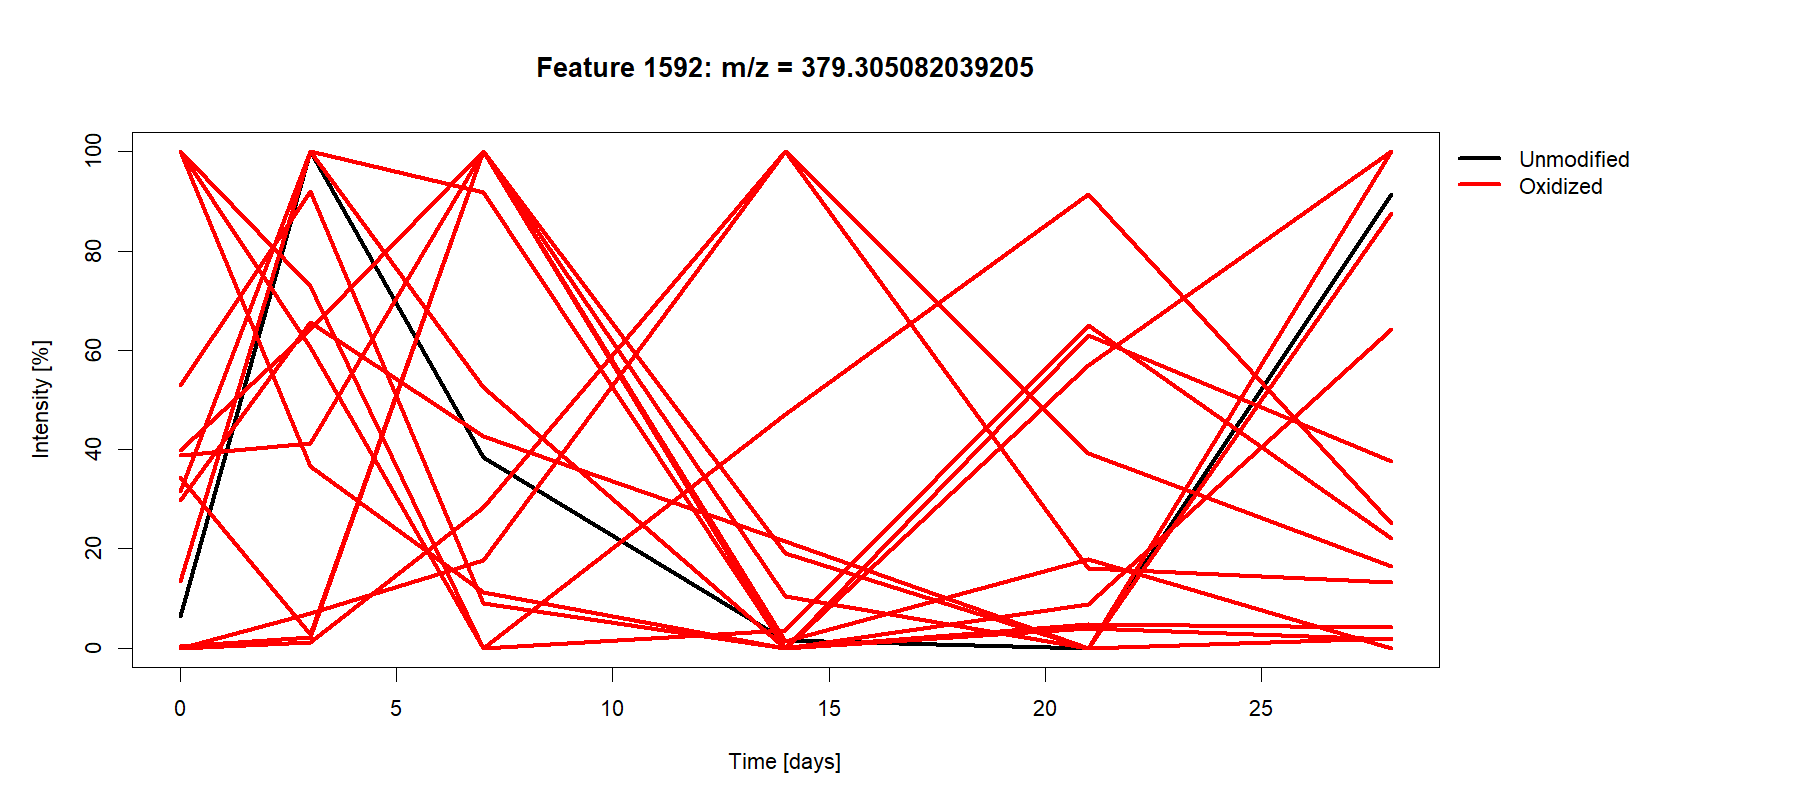 Feature 1592: m/z = 379.305082039205
Unmodified
Oxidized
Intensity [%]
100
80
60
40
20
0
0 5 10 15 20 25
Time [days]